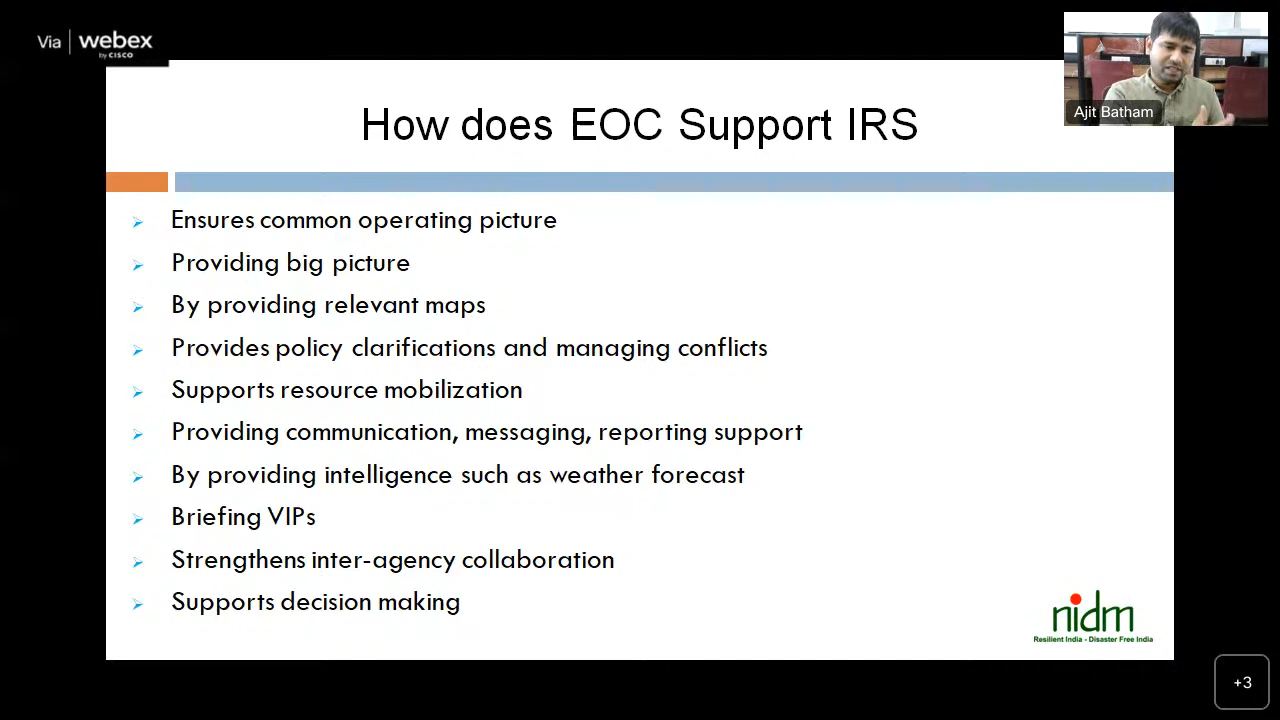 Via webex
by CISCO
Ajit Batham
How does EOC Support IRS
Ensures common operating picture
Providing big picture
By providing relevant maps
Provides policy clarifications and managing conflicts
Supports resource mobilization
Providing communication, messaging, reporting support
By providing intelligence such as weather forecast
Briefing VIPs
Strengthens inter-agency collaboration
Supports decision making
nidm
Resilient India - Disaster Free India
+3